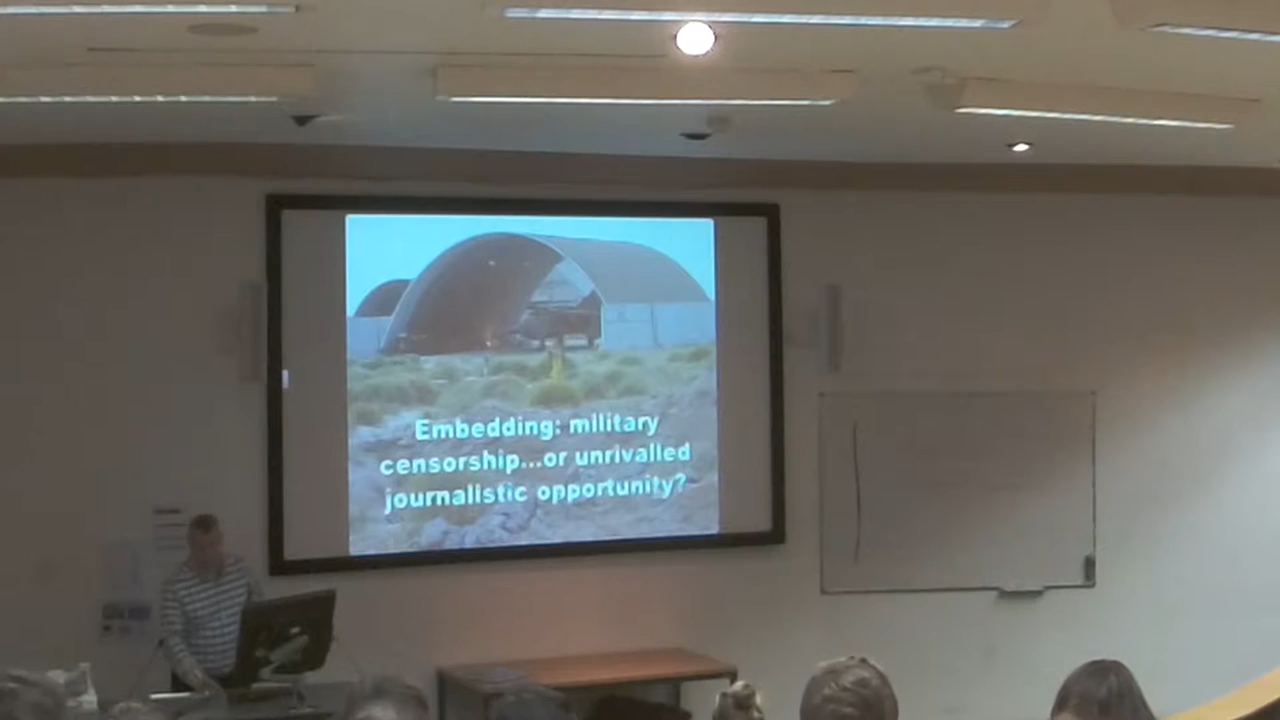 Embedding: military
censorship...or unrivalled
journalistic opportunity?